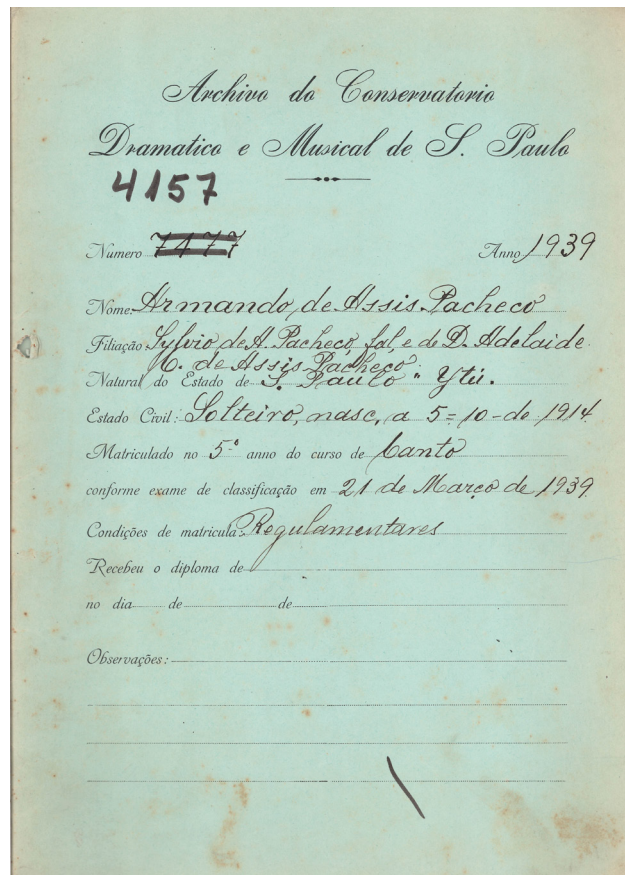 Archivo do Conservatorio
Dramatico e Musical de S. Paulo
4157
Numero 7477 Anno 1939
Nome: Armando de Assis Pacheco
Filiação Sylvio de A. Pacheco, fal, e de D. Adelaide
C. de Assis Pacheco.
Natural do Estado de S. Paulo " Ytú.
Estado Civil: Solteiro, nasc, a 5=10-de 1914
Matriculado no 5º anno do curso de Canto
conforme exame de classificação em 21 de Março de 1939
Condições de matricula: Regulamentares
Recebeu o diploma de
no dia de de
Observações: